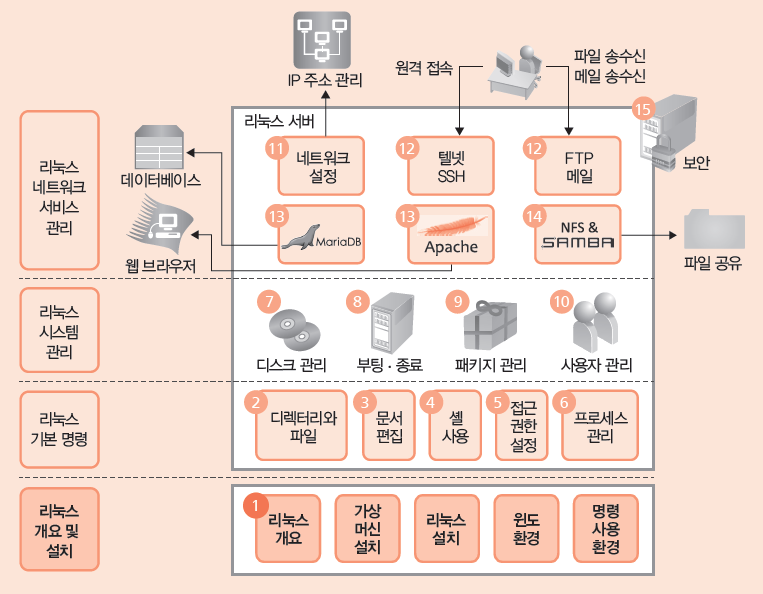 IP 주소 관리
원격 접속
파일 송수신
메일 송수신
리눅스
네트워크
서비스
관리
리눅스 서버
15
보안
데이터베이스
웹 브라우저
11
네트워크
설정
12
텔넷
SSH
12
FTP
메일
13
MariaDB
13
Apache
14
NFS &
SAMBA
파일 공유
리눅스
시스템
관리
7
디스크 관리
8
부팅 · 종료
9
패키지 관리
10
사용자 관리
리눅스
기본 명령
2
디렉터리와
파일
3
문서
편집
4
셸
사용
5
접근
권한
설정
6
프로세스
관리
리눅스
개요 및
설치
1
리눅스
개요
가상
머신
설치
리눅스
설치
윈도
환경
명령
사용
환경